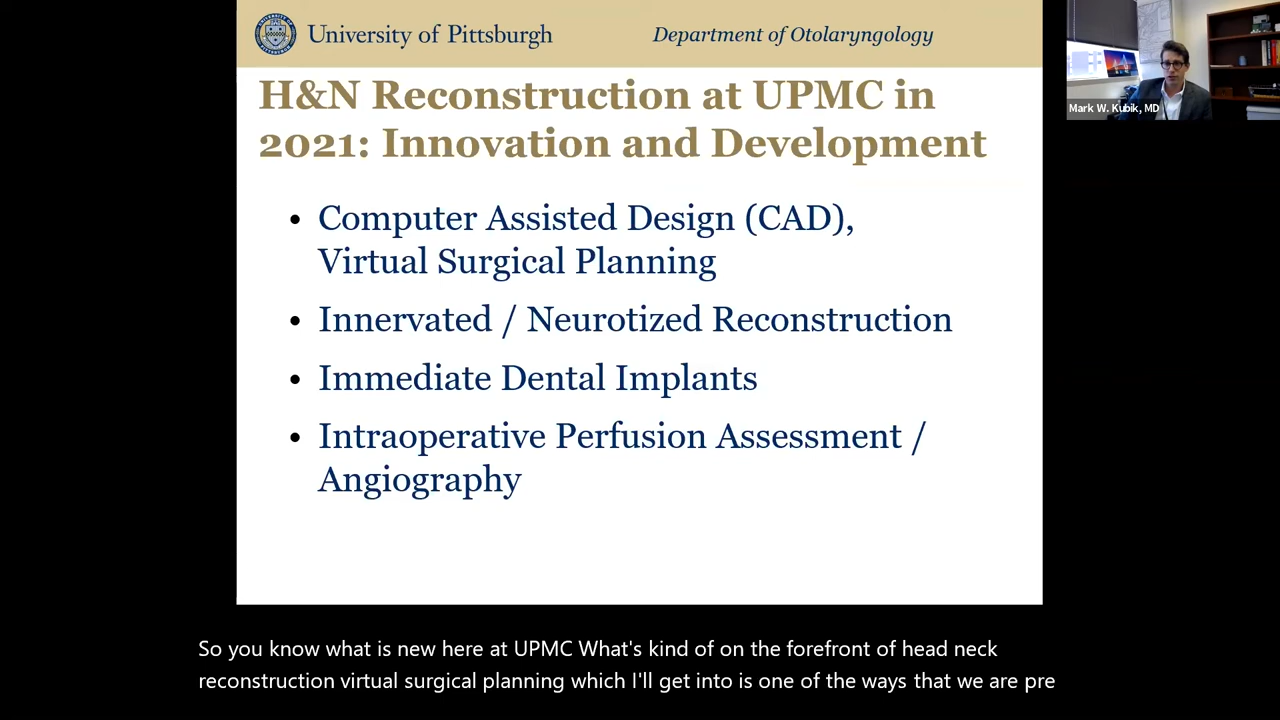 University of Pittsburgh
Department of Otolaryngology
Mark W. Kubik, MD
H&N Reconstruction at UPMC in
2021: Innovation and Development
• Computer Assisted Design (CAD),
Virtual Surgical Planning
• Innervated / Neurotized Reconstruction
• Immediate Dental Implants
• Intraoperative Perfusion Assessment /
Angiography
So you know what is new here at UPMC What's kind of on the forefront of head neck
reconstruction virtual surgical planning which I'll get into is one of the ways that we are pre